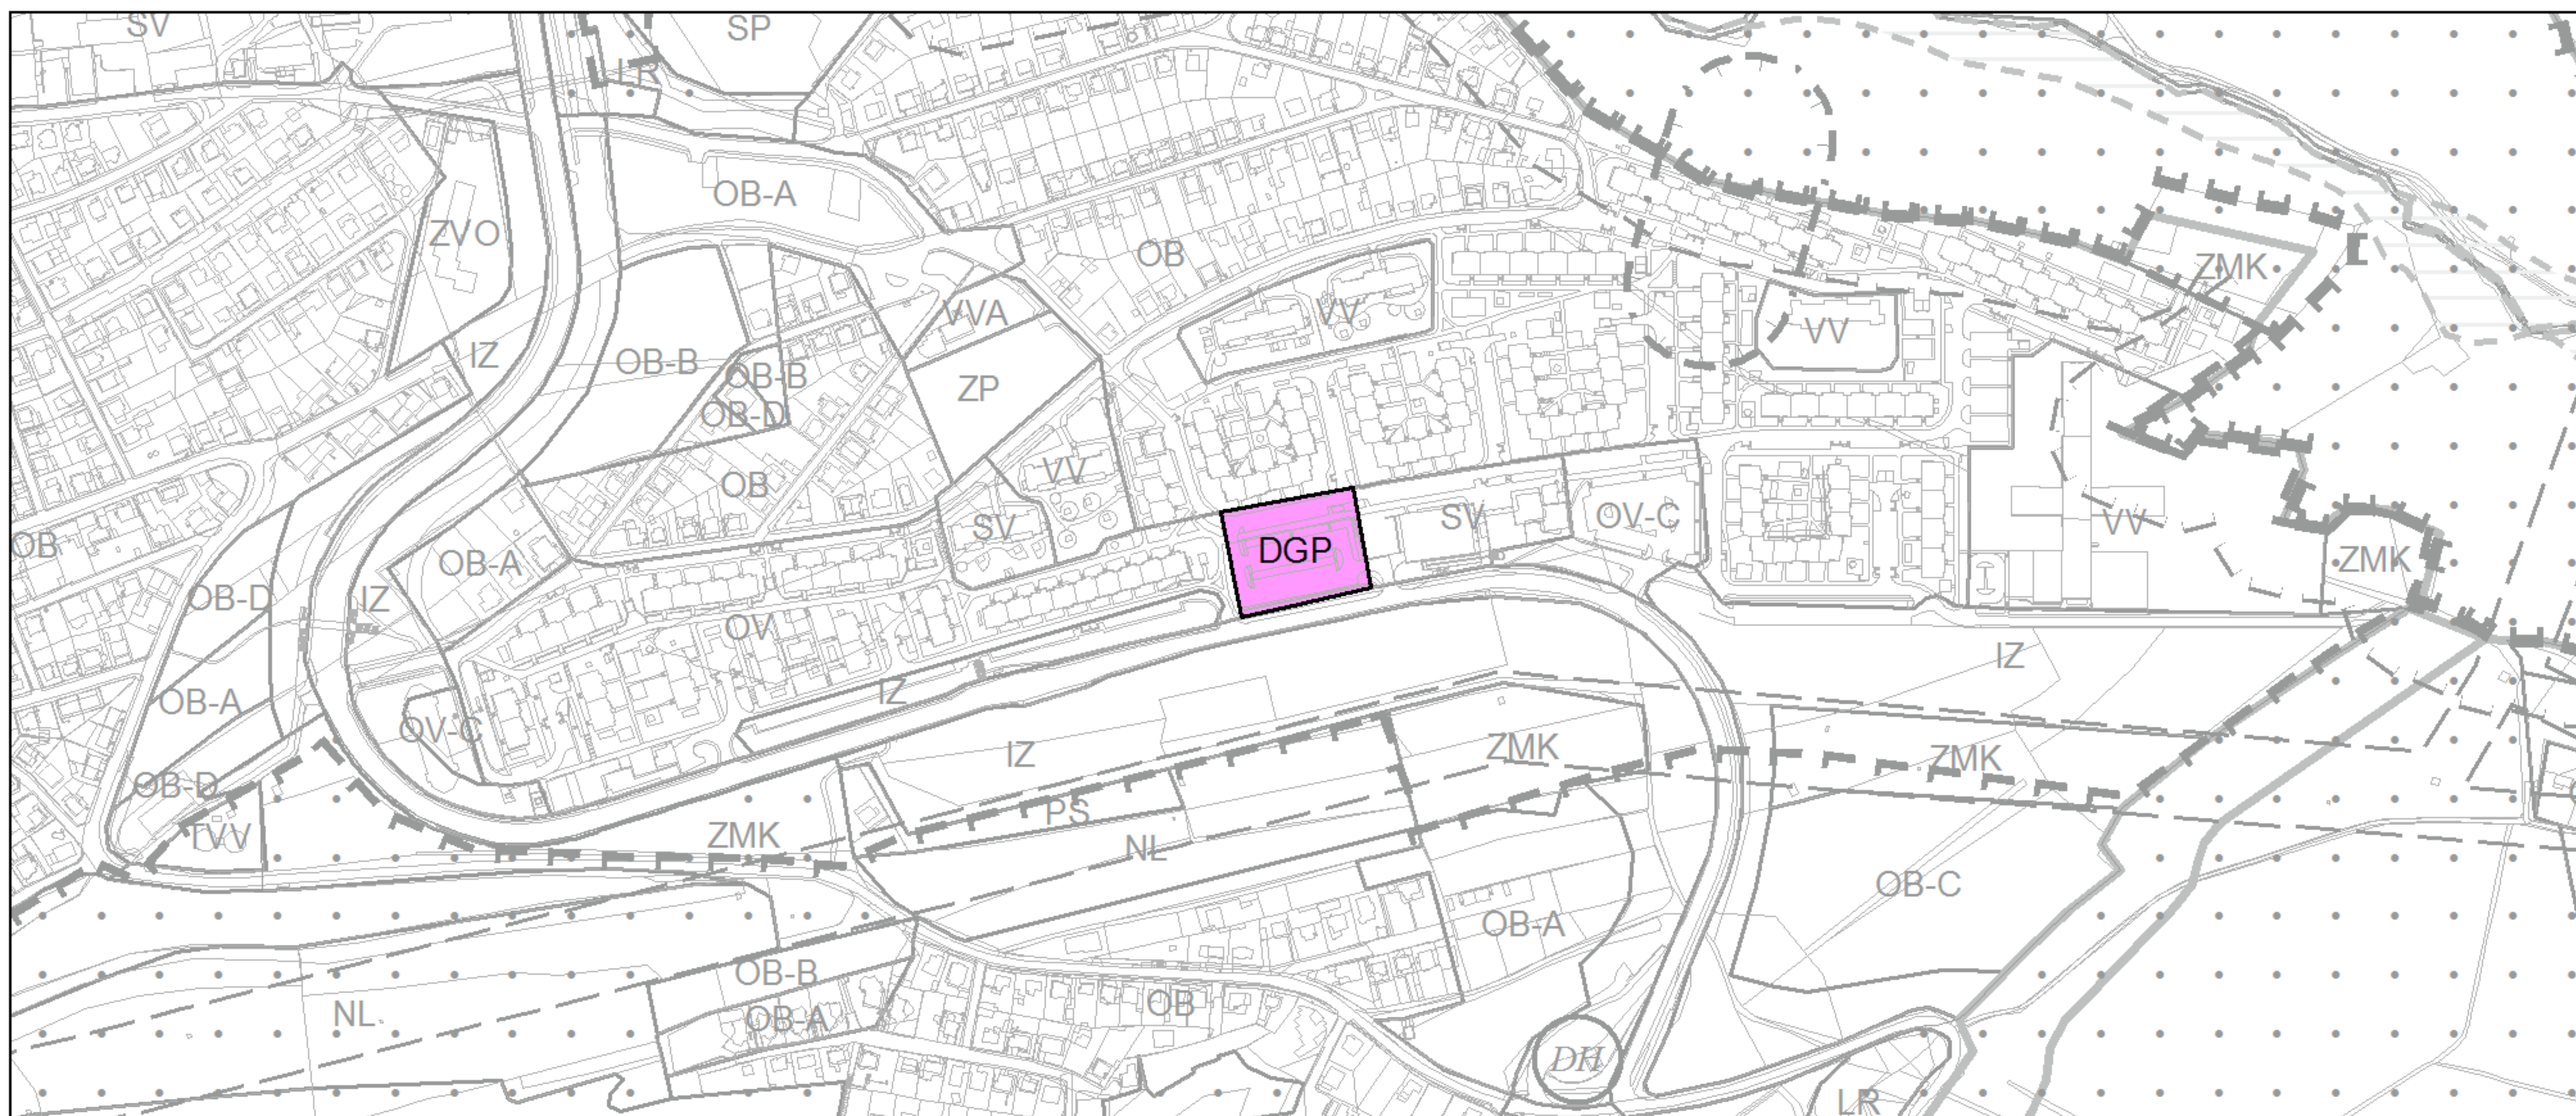 SV
SP
LR
OB-A
ZVO
OB
ZMK
VVA
VV
VV
IZ
OB-B
OB-B
ZP
OB-D
VV
OB
SV
SV
OV-C
VV
OB
DGP
ZMK
OB-A
OB-D
IZ
OV
IZ
OB-A
IZ
OV-C
IZ
ZMK
ZMK
OB-D
PS
TVV
ZMK
NL
OB-C
OB-A
OB-B
OB
NL
OB-A
DH
LR